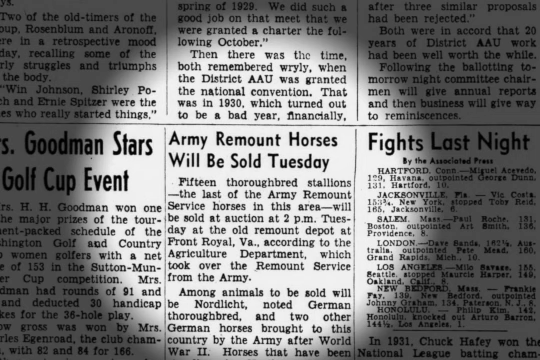 Two of the old-timers of the
oup, Rosenblum and Aronoff,
ere in a retrospective mood
day, recalling some of the
rly struggles and triumphs
the body.
"Win Johnson, Shirley Po-
ch and Ernie Spitzer were the
es who really started things,"
rs. Goodman Stars
Golf Cup Event
rs. H. H. Goodman won one
the major prizes of the tour-
ment-packed schedule of the
shington Golf and Country
b women golfers with a net
e of 153 in the Sutton-Mun-
er Cup competition. Mrs.
odman had rounds of 91 and
and deducted 30 handicap
kes for the 36-hole play.
ow gross was won by Mrs.
rles Egenroad, the club cham-
, with 82 and 84 for 166.
spring of 1929. We did such a
good job on that meet that we
were granted a charter the fol-
lowing October."
Then there was the time,
both remembered wryly, when
the District AAU was granted
the national convention. That
was in 1930, which turned out
to be a bad year, financially,
Army Remount Horses
Will Be Sold Tuesday
Fifteen thoroughbred stallions
—the last of the Army Remount
Service horses in this area—will
be sold at auction at 2 p.m. Tues-
day at the old remount depot at
Front Royal, Va., according to the
Agriculture Department, which
took over the Remount Service
from the Army.
Among animals to be sold will
be Nordlicht, noted German
thoroughbred, and two other
German horses brought to this
country by the Army after World
War II. Horses that have been
after three similar proposals
had been rejected."
Both were in accord that 20
years of District AAU work
had been well worth the while.
Following the ballotting to-
morrow night committee chair-
men will give annual reports
and then business will give way
to reminiscences.
Fights Last Night
By the Associated Press
HARTFORD, Conn.—Miguel Acevedo,
129, Havana, outpointed George Dunn,
131, Hartford, 10.
JACKSONVILLE, Fla. — Vic Costa,
153¾, New York, stopped Toby Reid,
165, Jacksonville, 6.
SALEM, Mass.—Paul Roche, 131,
Boston, outpointed Art Smith, 136,
Providence, 8.
LONDON.—Dave Sands, 162½, Aus-
tralia, outpointed Pete Mead, 160,
Grand Rapids, Mich., 10.
LOS ANGELES—Milo Savage, 155,
Seattle, stopped Maurice Harper, 149,
Oakland, Calif., 8.
NEW BEDFORD, Mass. — Frankie
Fay, 139, New Bedford, outpointed
Johnny Graham, 134, Paterson, N. J., 8.
HONOLULU.—Philip Kim, 142,
Honolulu, knocked out Arturo Barron,
144½, Los Angeles, 1.
In 1931, Chuck Hafey won the
National League batting cham-